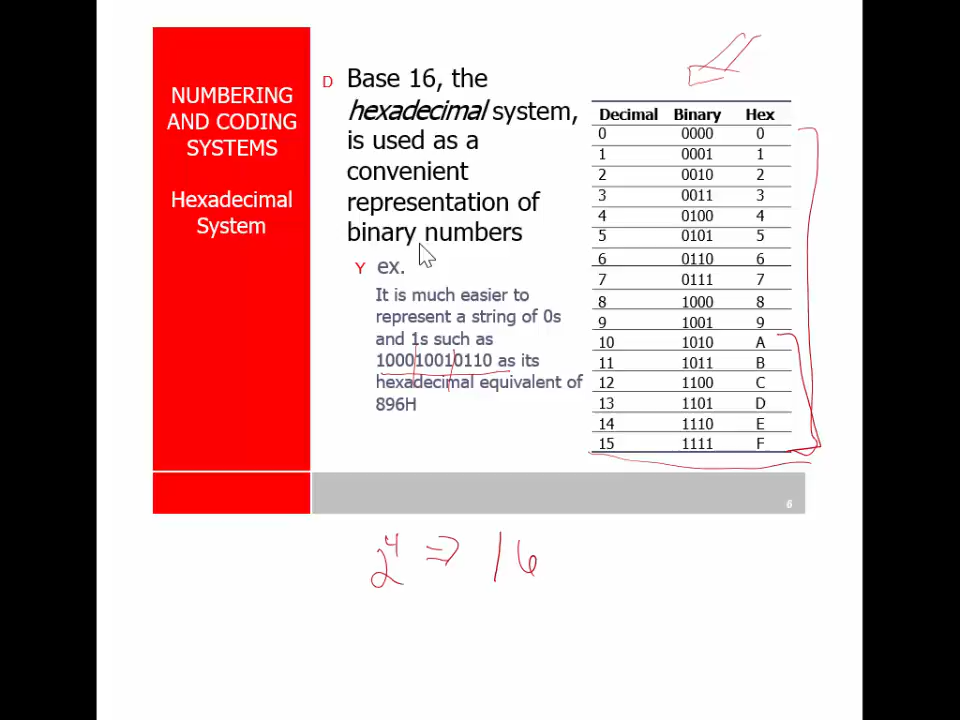 NUMBERING
AND CODING
SYSTEMS
Hexadecimal
System
D Base 16, the
hexadecimal system,
is used as a
convenient
representation of
binary numbers
Y ex.
It is much easier to
represent a string of 0s
and 1s such as
100010010110 as its
hexadecimal equivalent of
896H
Decimal Binary Hex
0 0000 0
1 0001 1
2 0010 2
3 0011 3
4 0100 4
5 0101 5
6 0110 6
7 0111 7
8 1000 8
9 1001 9
10 1010 A
11 1011 B
12 1100 C
13 1101 D
14 1110 E
15 1111 F
6
2⁴ ⇒ 16